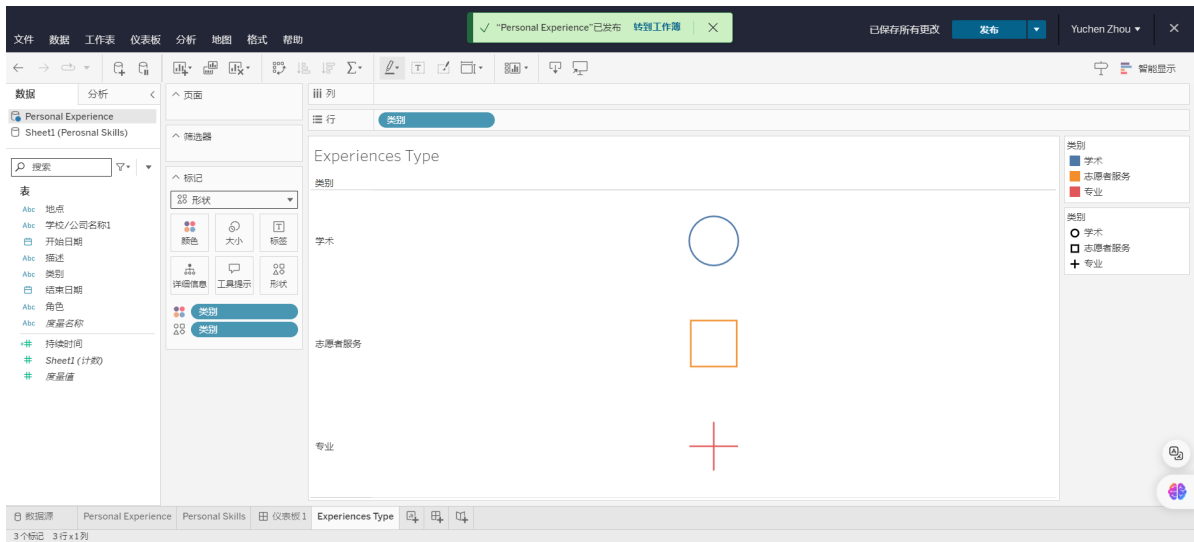 文件 数据 工作表 仪表板 分析 地图 格式 帮助
"Personal Experience"已发布 转到工作簿
已保存所有更改 发布 Yuchen Zhou
智能显示
数据 分析
Personal Experience
Sheet1 (Perosnal Skills)
搜索
表
Abc 地点
Abc 学校/公司名称1
开始日期
Abc 描述
Abc 类别
结束日期
Abc 角色
Abc 度量名称
持续时间
Sheet1 (计数)
度量值
页面
筛选器
标记
形状
颜色 大小 标签
详细信息 工具提示 形状
类别
类别
列
行 类别
Experiences Type
类别
学术
志愿者服务
专业
类别
学术
志愿者服务
专业
类别
学术
志愿者服务
专业
数据源 Personal Experience Personal Skills 仪表板 1 Experiences Type
3个标记 3行x1列